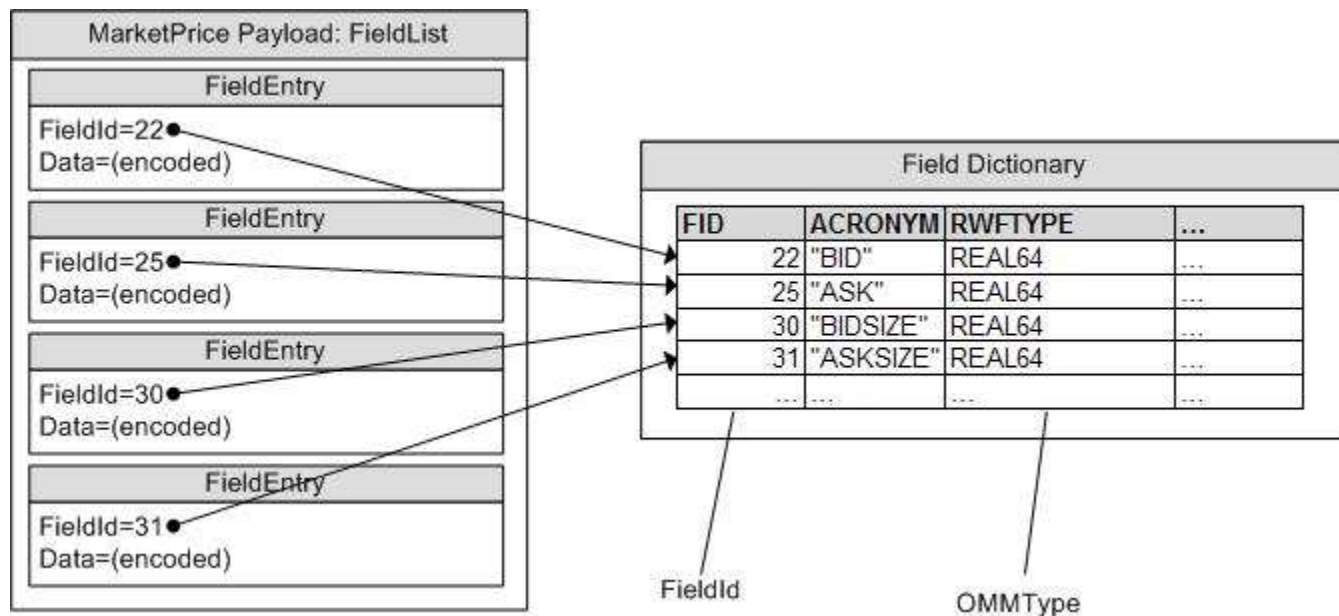 MarketPrice Payload: FieldList
FieldEntry
FieldId=22
Data=(encoded)
FieldEntry
FieldId=25
Data=(encoded)
FieldEntry
FieldId=30
Data=(encoded)
FieldEntry
FieldId=31
Data=(encoded)
Field Dictionary
FID ACRONYM RWFTYPE ...
22 "BID" REAL64 ...
25 "ASK" REAL64 ...
30 "BIDSIZE" REAL64 ...
31 "ASKSIZE" REAL64 ...
... ... ... ...
FieldId
OMMType